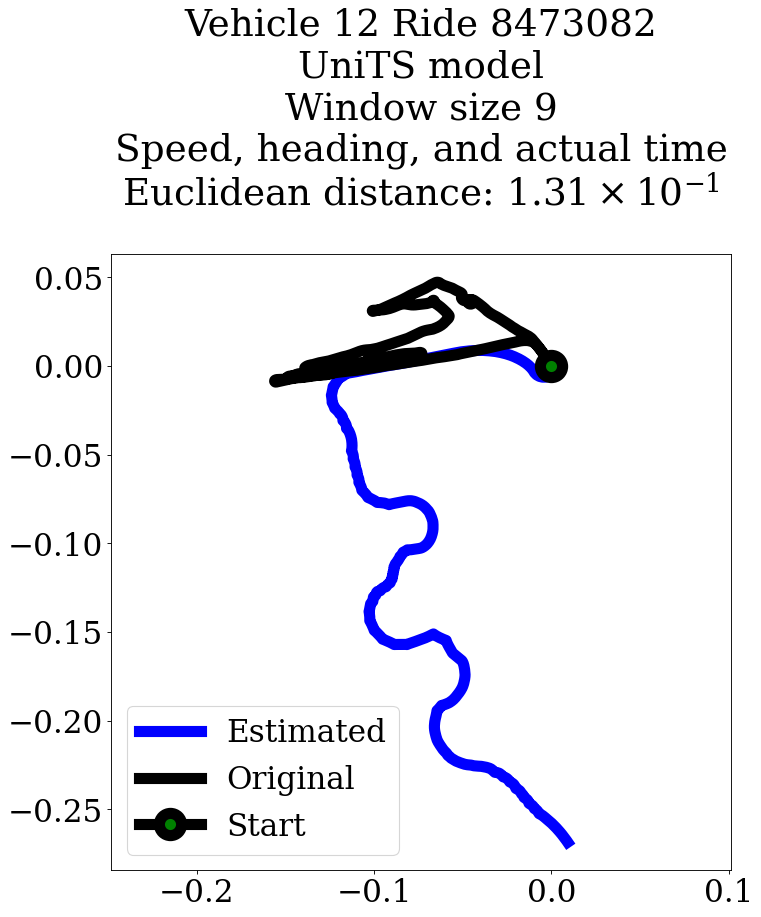 Vehicle 12 Ride 8473082
UniTS model
Window size 9
Speed, heading, and actual time
Euclidean distance: 1.31 × 10⁻¹
0.05
0.00
−0.05
−0.10
−0.15
−0.20
−0.25
Estimated
Original
Start
−0.2
−0.1
0.0
0.1